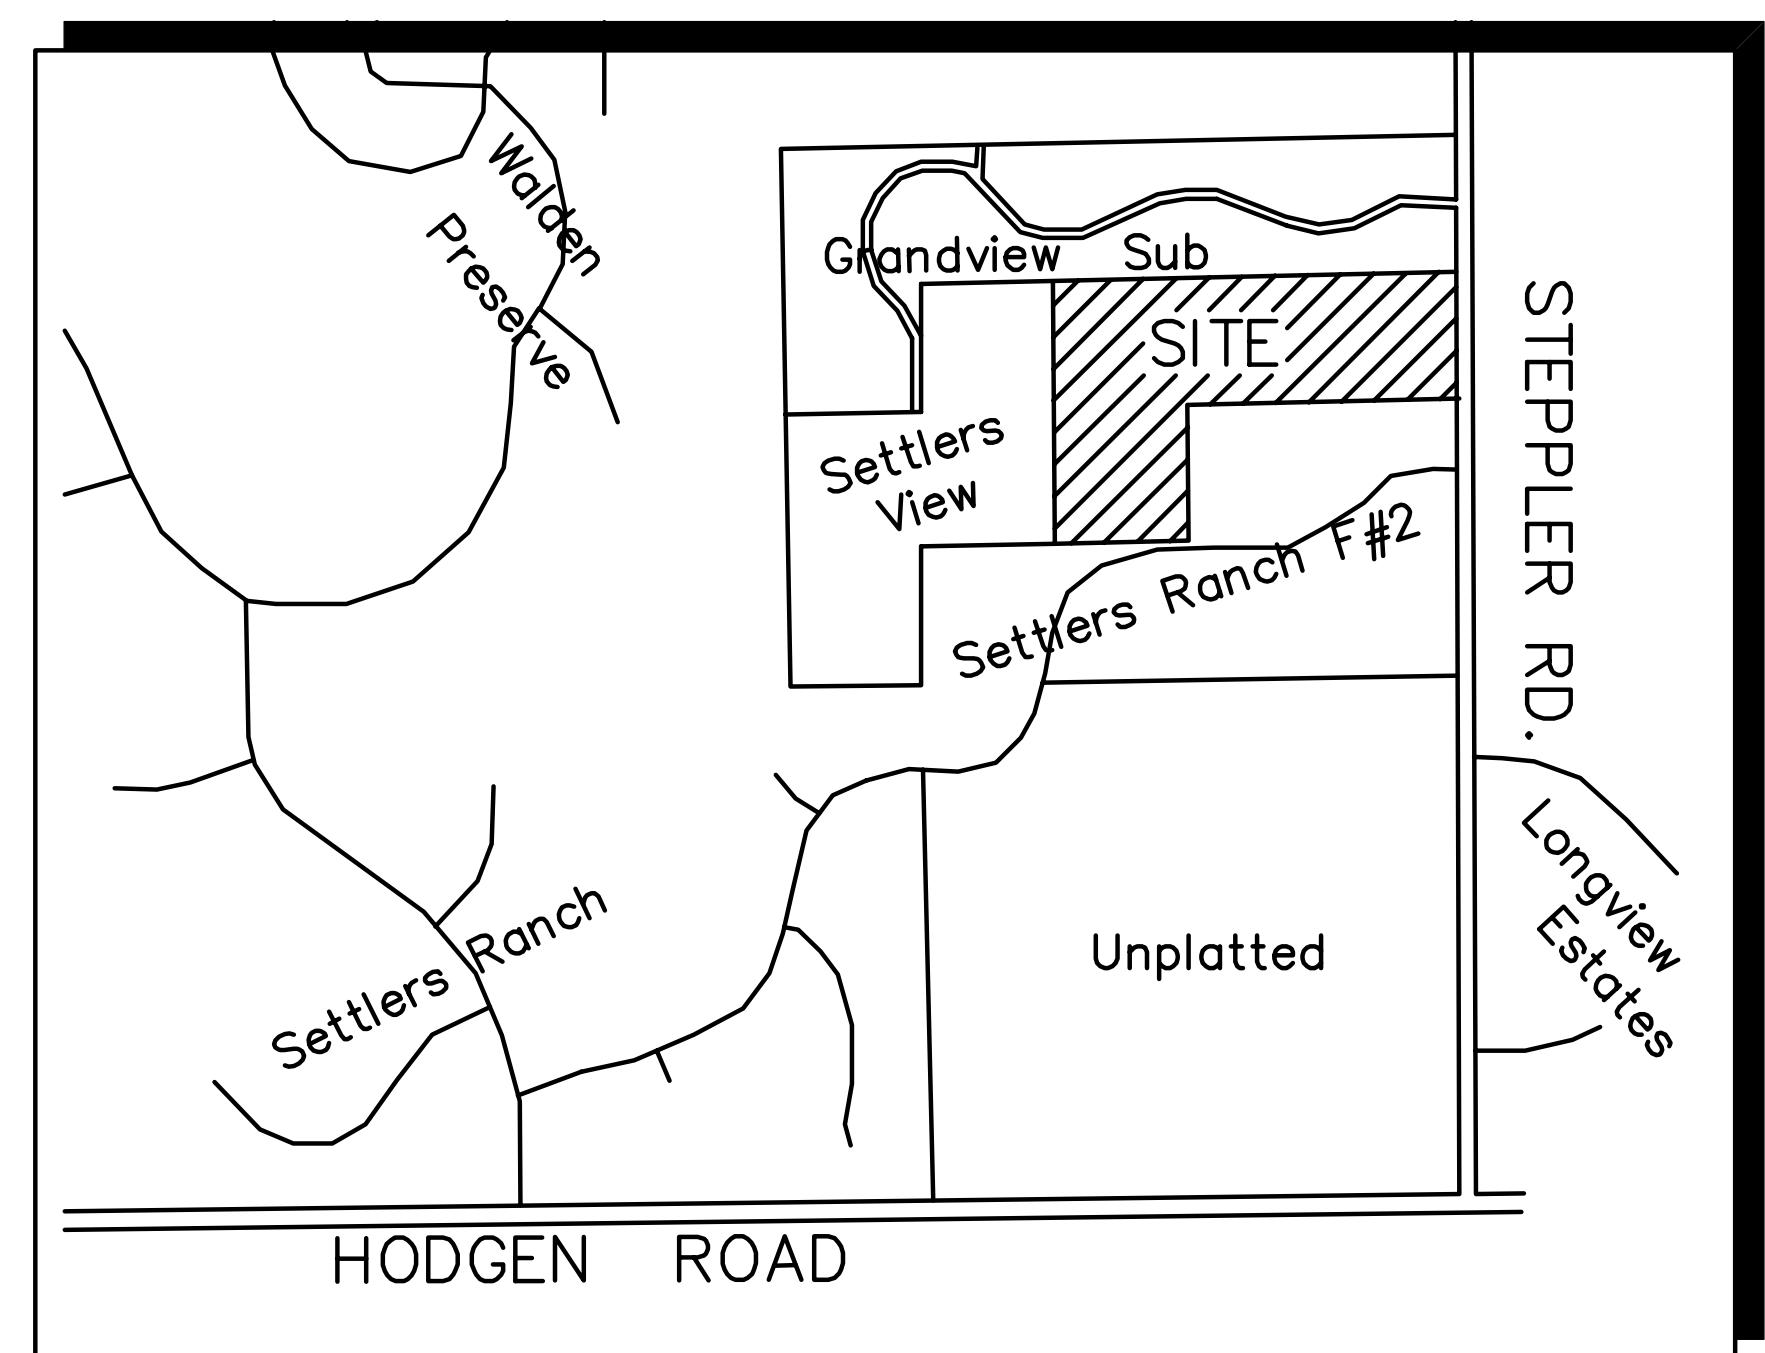 Walden
Preserve
Grandview Sub
SITE
STEPPLER RD.
Settlers
View
Settlers Ranch F#2
Longview
Estates
Settlers Ranch
Unplatted
HODGEN ROAD